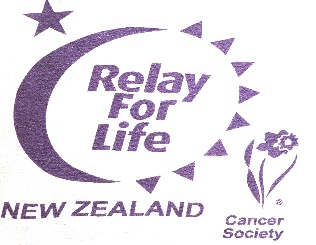 Relay
For
Life
NEW ZEALAND
®
Cancer
Society